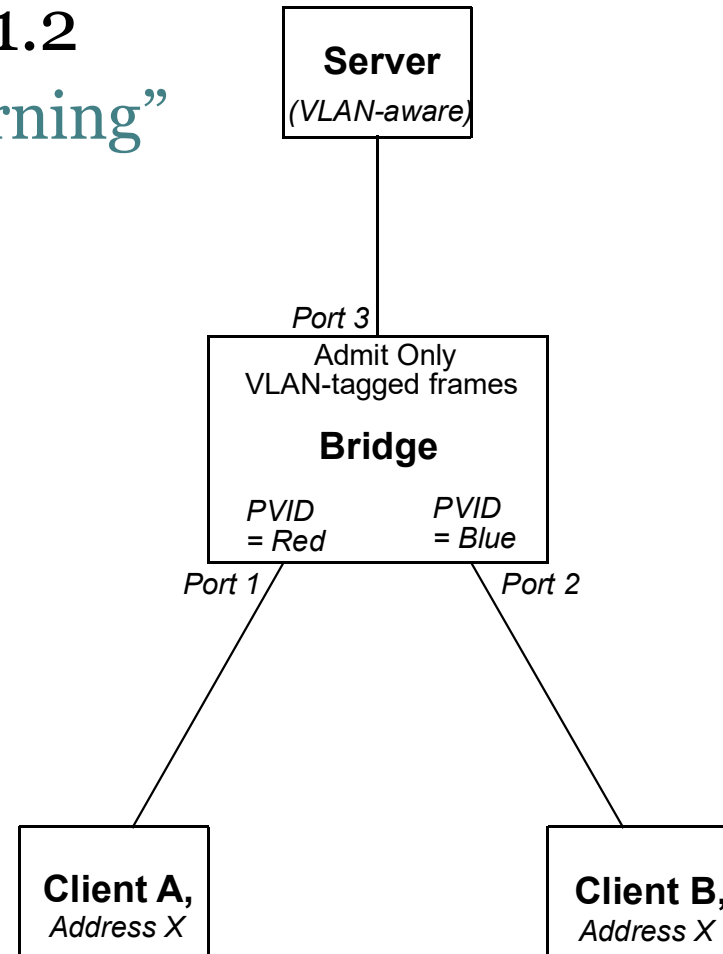 1.2
rning”
Server
(VLAN-aware)
Port 3
Admit Only
VLAN-tagged frames
Bridge
PVID
= Red
PVID
= Blue
Port 1
Port 2
Client A,
Address X
Client B,
Address X